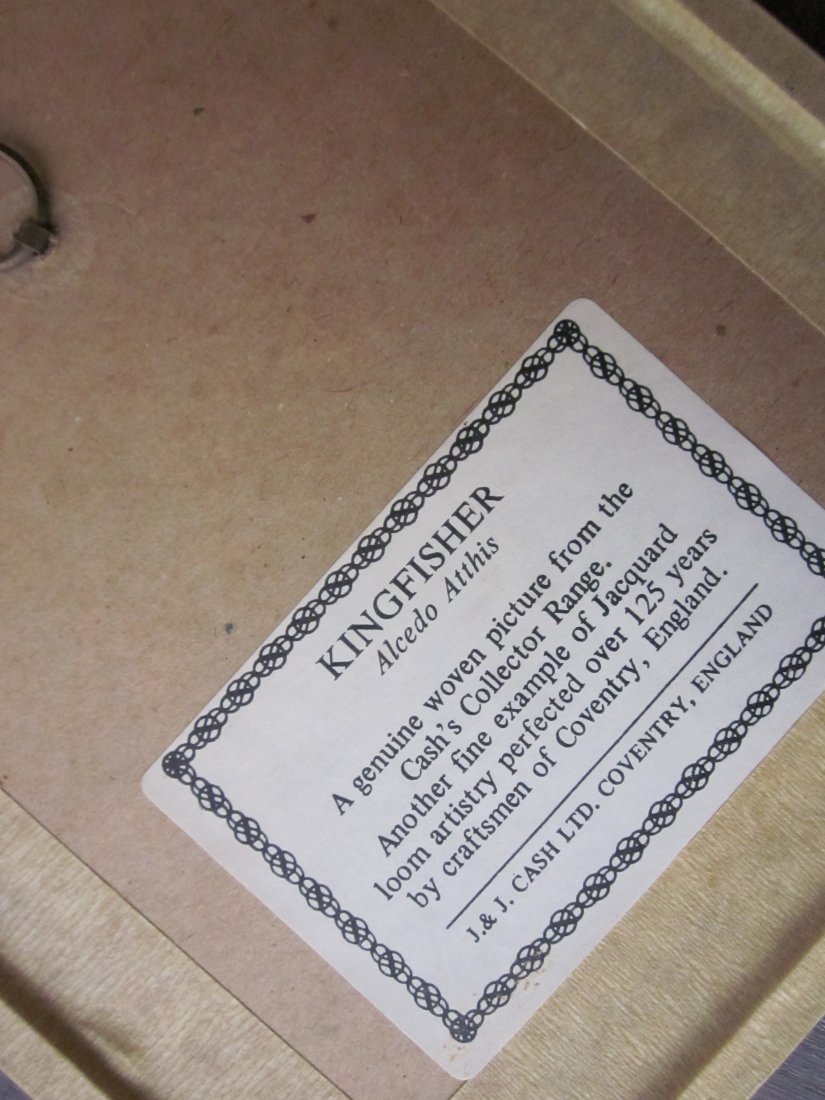 KINGFISHER
Alcedo Atthis
A genuine woven picture from the
Cash's Collector Range.
Another fine example of Jacquard
loom artistry perfected over 125 years
by craftsmen of Coventry, England.
J.& J. CASH LTD. COVENTRY, ENGLAND